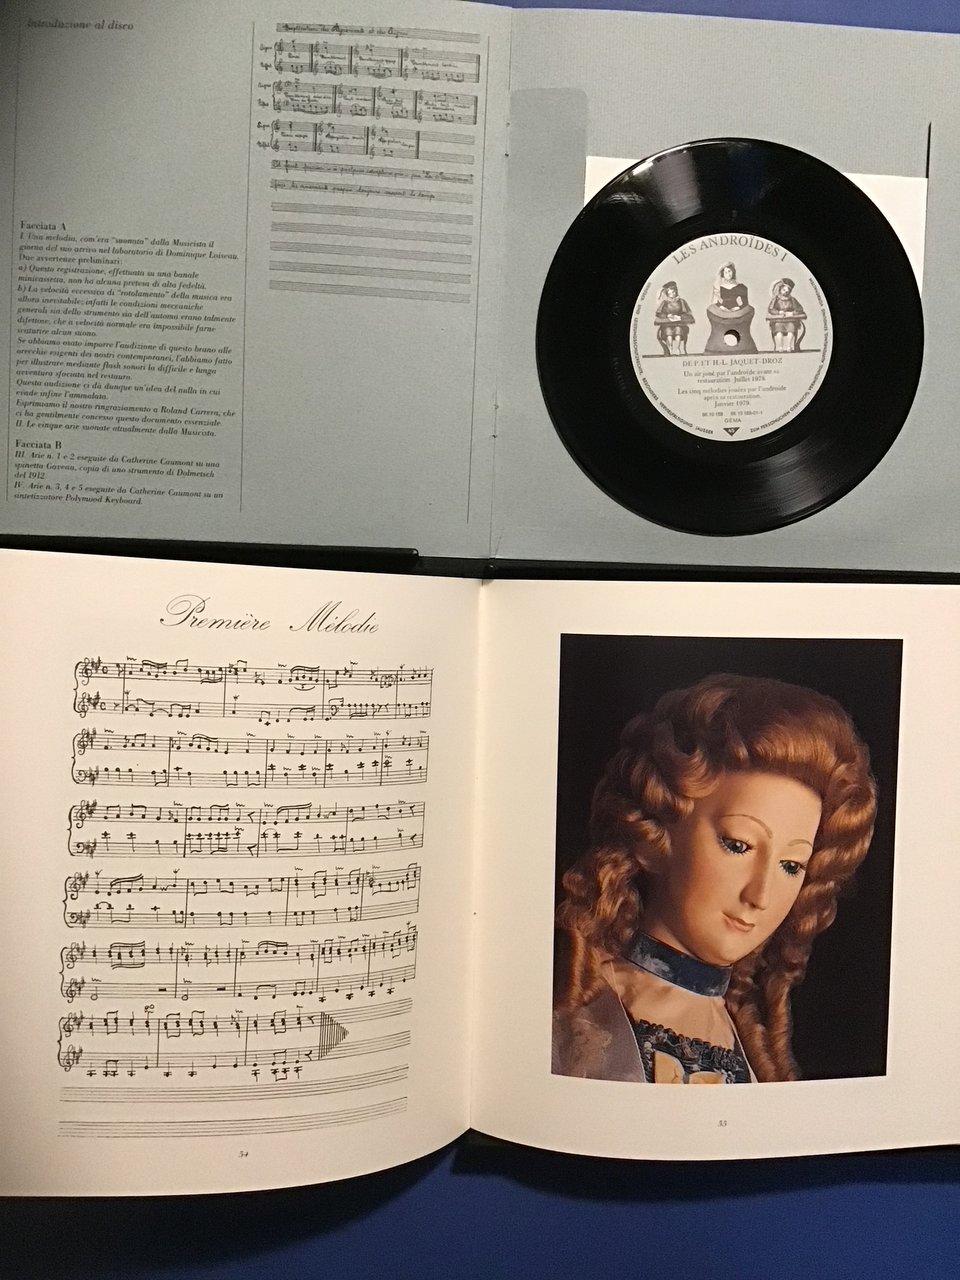 Introduzione al disco
Facciata A
I. Una melodia, com'era "suonata" dalla Musicista il
giorno del suo arrivo nel laboratorio di Dominique Loiseau.
Due avvertenze preliminari:
a) Questa registrazione, effettuata su una banale
minicassetta, non ha alcuna pretesa di alta fedeltà.
b) La velocità eccessiva di "rotolamento" della musica era
allora inevitabile; infatti le condizioni meccaniche
generali sia dello strumento sia dell'automa erano talmente
difettose, che a velocità normale era impossibile farne
scaturire alcun suono.
Se abbiamo osato imporre l'audizione di questo brano alle
orecchie esigenti dei nostri contemporanei, l'abbiamo fatto
per illustrare mediante flash sonori la difficile e lunga
avventura sfociata nel restauro.
Questa audizione ci dà dunque un'idea del nulla in cui
evade infine l'ammalata.
Esprimiamo il nostro ringraziamento a Roland Carrera, che
ci ha gentilmente concesso questo documento essenziale.
II. Le cinque arie suonate attualmente dalla Musicista.
Facciata B
III. Arie n. 1 e 2 eseguite da Catherine Caumont su una
spinetta Gaveau, copia di uno strumento di Dolmetsch
del 1912.
IV. Arie n. 3, 4 e 5 eseguite da Catherine Caumont su un
sintetizzatore Polymood Keyboard.
LES ANDROÏDES I
DE P. ET H-L. JAQUET-DROZ
Un air joué par l'androïde avant sa
restauration - Juillet 1978.
Les cinq mélodies jouées par l'androïde
après sa restauration.
Janvier 1979.
GEMA
45
Première Mélodie
54
55